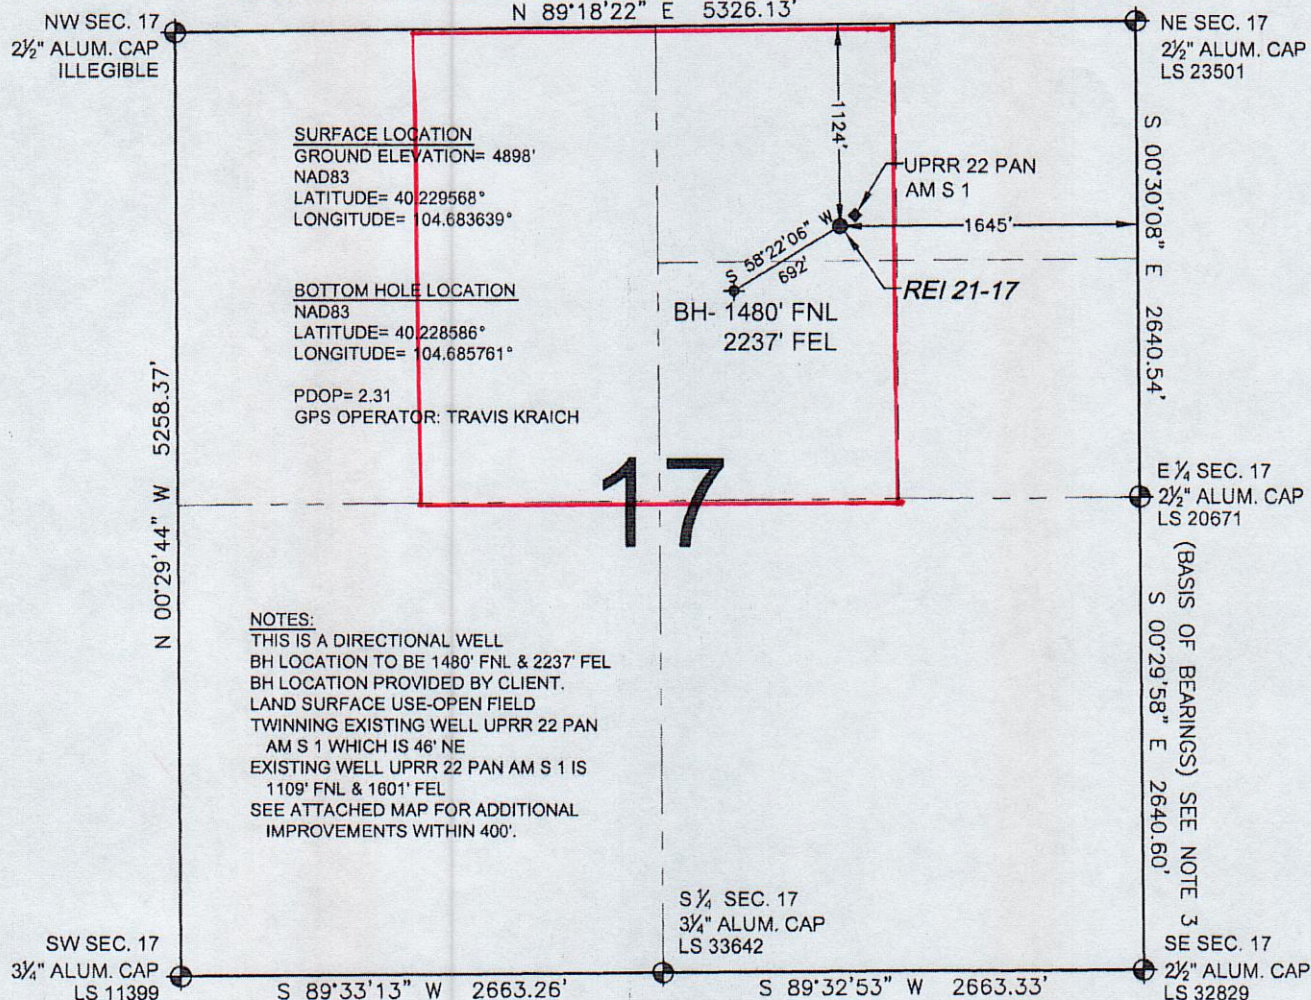 N 89°18'22" E 5326.13'
NW SEC. 17
2½" ALUM. CAP
ILLEGIBLE
NE SEC. 17
2½" ALUM. CAP
LS 23501
SURFACE LOCATION
GROUND ELEVATION= 4898'
NAD83
LATITUDE= 40.229568°
LONGITUDE= 104.683639°
1124'
UPRR 22 PAN
AM S 1
1645'
S 00°30'08" E 2640.54'
S 58°22'06" W
692'
REI 21-17
BOTTOM HOLE LOCATION
NAD83
LATITUDE= 40.228586°
LONGITUDE= 104.685761°
BH- 1480' FNL
2237' FEL
PDOP= 2.31
GPS OPERATOR: TRAVIS KRAICH
N 00°29'44" W 5258.37'
17
E ¼ SEC. 17
2½" ALUM. CAP
LS 20671
(BASIS OF BEARINGS) SEE NOTE 3
S 00°29'58" E 2640.60'
NOTES:
THIS IS A DIRECTIONAL WELL
BH LOCATION TO BE 1480' FNL & 2237' FEL
BH LOCATION PROVIDED BY CLIENT.
LAND SURFACE USE-OPEN FIELD
TWINNING EXISTING WELL UPRR 22 PAN
AM S 1 WHICH IS 46' NE
EXISTING WELL UPRR 22 PAN AM S 1 IS
1109' FNL & 1601' FEL
SEE ATTACHED MAP FOR ADDITIONAL
IMPROVEMENTS WITHIN 400'.
S ¼ SEC. 17
3¼" ALUM. CAP
LS 33642
SW SEC. 17
3¼" ALUM. CAP
LS 11399
SE SEC. 17
2½" ALUM. CAP
LS 32829
S 89°33'13" W 2663.26'
S 89°32'53" W 2663.33'